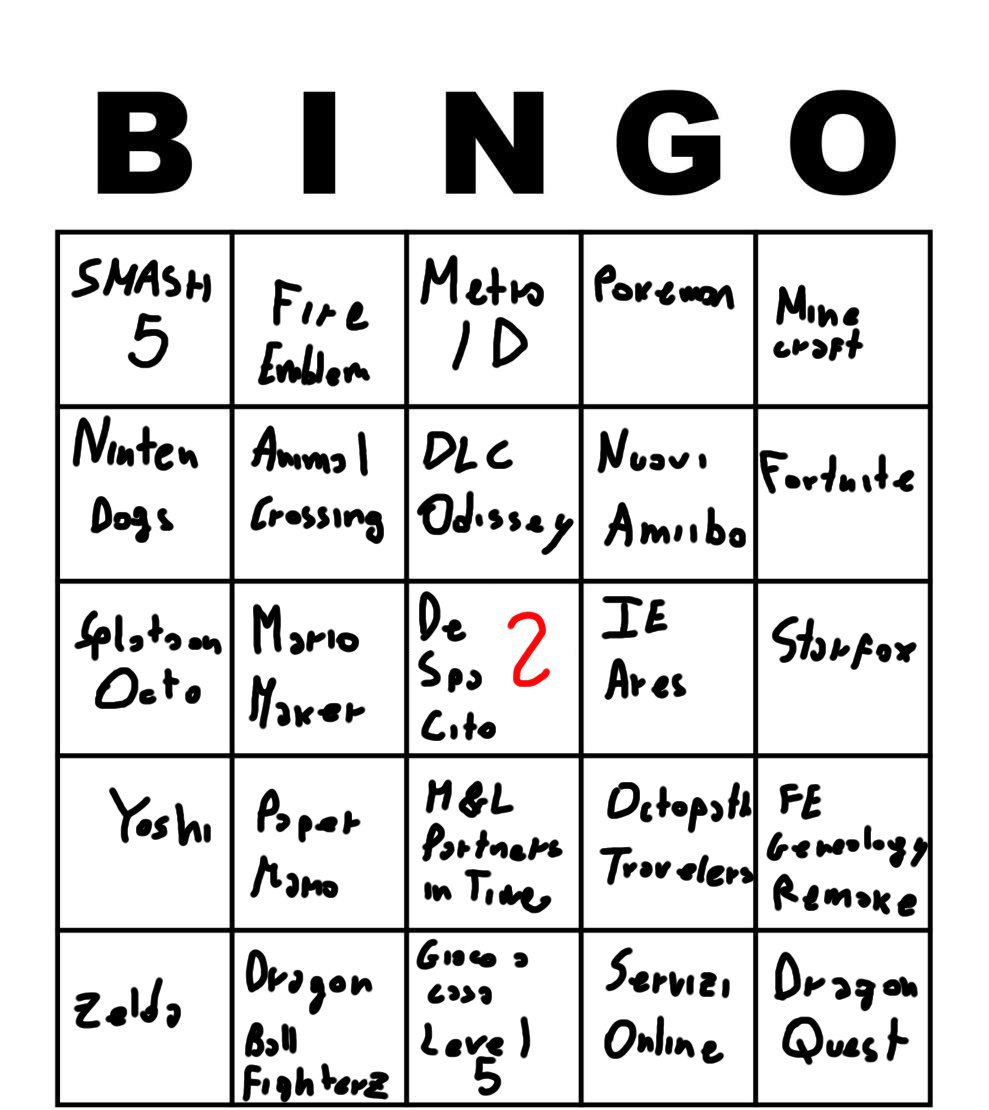 B I N G O
SMASH
5
Fire
Emblem
Metro
ID
Pokemon
Mine
craft
Ninten
Dogs
Animal
Crossing
DLC
Odissey
Nuovi
Amiibo
Fortnite
Splatoon
Octo
Mario
Maker
De
Spa
Cito
2
IE
Ares
Starfox
Yoshi
Paper
Mario
M&L
Partners
in Time
Octopath
Travelers
FE
Geneology
Remake
Zelda
Dragon
Ball
Fighterz
Gioco a
caso
Level
5
Servizi
Online
Dragon
Quest